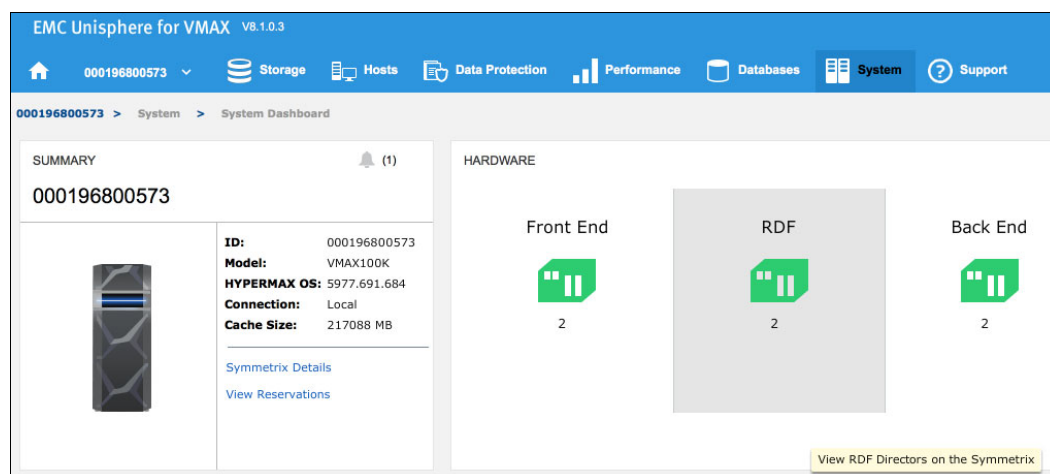 EMC Unisphere for VMAX V8.1.0.3
000196800573 Storage Hosts Data Protection Performance Databases System ? Support
000196800573 > System > System Dashboard
SUMMARY (1)
000196800573
ID: 000196800573
Model: VMAX100K
HYPERMAX OS: 5977.691.684
Connection: Local
Cache Size: 217088 MB
Symmetrix Details
View Reservations
HARDWARE
Front End RDF Back End
2 2 2
View RDF Directors on the Symmetrix